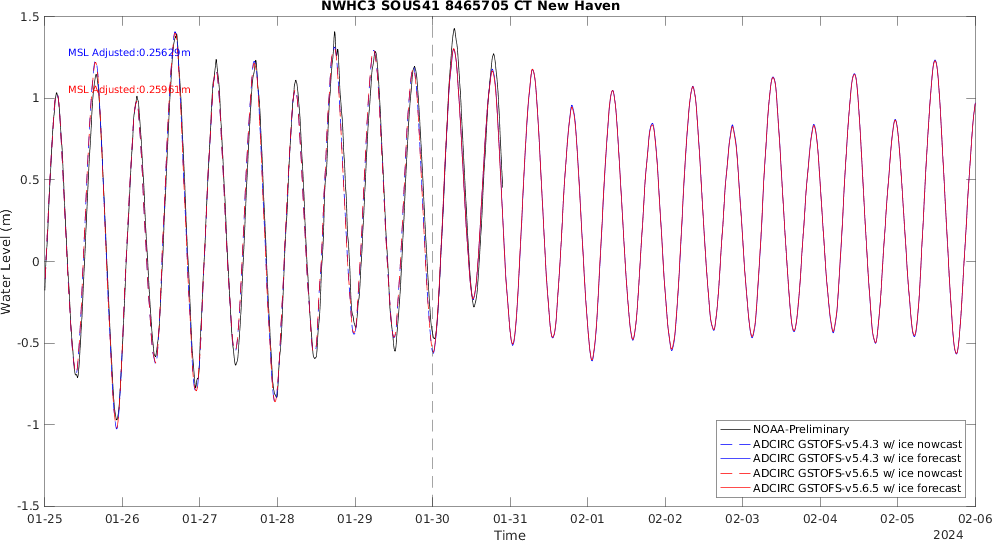 NWHC3 SOUS41 8465705 CT New Haven
1.5
MSL Adjusted:0.25629m
MSL Adjusted:0.25961m
1
0.5
0
-0.5
-1
-1.5
Water Level (m)
NOAA-Preliminary
ADCIRC GSTOFS-v5.4.3 w/ ice nowcast
ADCIRC GSTOFS-v5.4.3 w/ ice forecast
ADCIRC GSTOFS-v5.6.5 w/ ice nowcast
ADCIRC GSTOFS-v5.6.5 w/ ice forecast
01-25 01-26 01-27 01-28 01-29 01-30 01-31 02-01 02-02 02-03 02-04 02-05 02-06
Time
2024